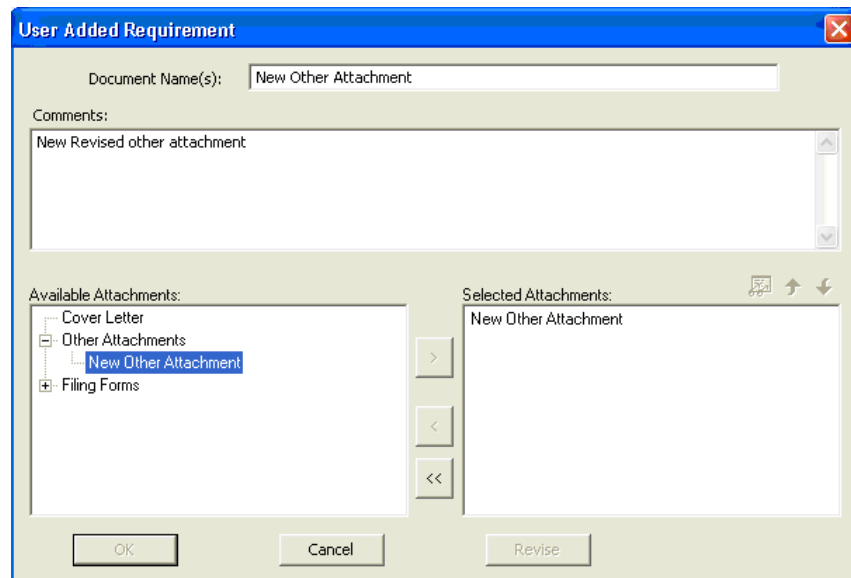 User Added Requirement
Document Name(s): New Other Attachment
Comments:
New Revised other attachment
Available Attachments:
Cover Letter
Other Attachments
New Other Attachment
Filing Forms
>
<
<<
Selected Attachments:
New Other Attachment
OK Cancel Revise